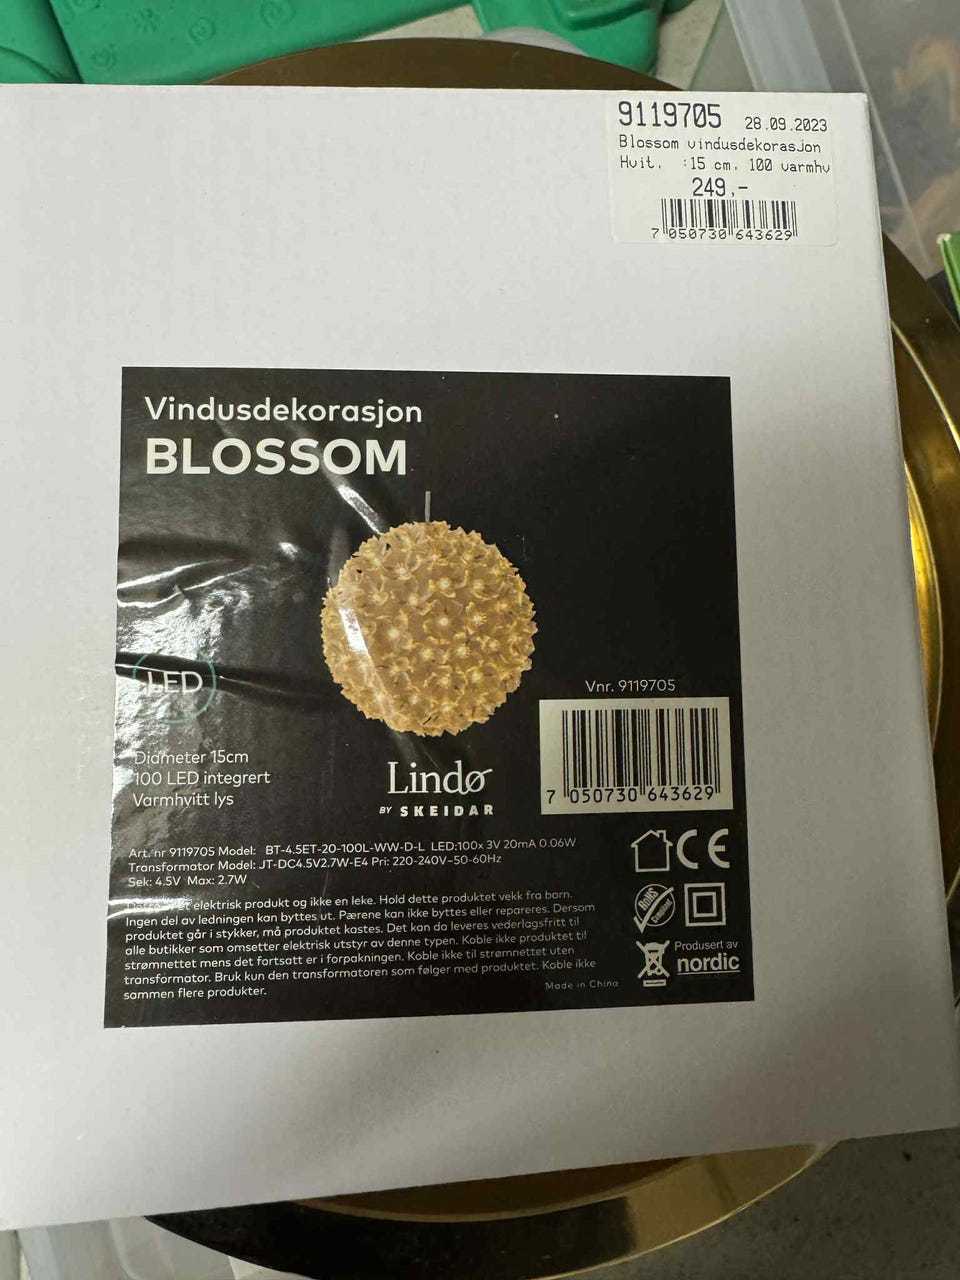 9119705 28.09.2023
Blossom vindusdekorasjon
Hvit. :15 cm. 100 varmhv
249,-
7 050730 643629
Vindusdekorasjon
BLOSSOM
LED
Vnr. 9119705
7 050730 643629
Diameter 15cm
100 LED integrert
Varmhvitt lys
Lindø
BY SKEIDAR
Art. nr 9119705 Model: BT-4.5ET-20-100L-WW-D-L LED:100x 3V 20mA 0.06W
Transformator Model: JT-DC4.5V2.7W-E4 Pri: 220-240V~50-60Hz
Sek: 4.5V Max: 2.7W
elektrisk produkt og ikke en leke. Hold dette produktet vekk fra barn.
Ingen del av ledningen kan byttes ut. Pærene kan ikke byttes eller repareres. Dersom
produktet går i stykker, må produktet kastes. Det kan da leveres vederlagsfritt til
alle butikker som omsetter elektrisk utstyr av denne typen. Koble ikke produktet til
strømnettet mens det fortsatt er i forpakningen. Koble ikke til strømnettet uten
transformator. Bruk kun den transformatoren som følger med produktet. Koble ikke
sammen flere produkter.
CE
RoHS
Compliant
Produsert av
nordic
Made in China